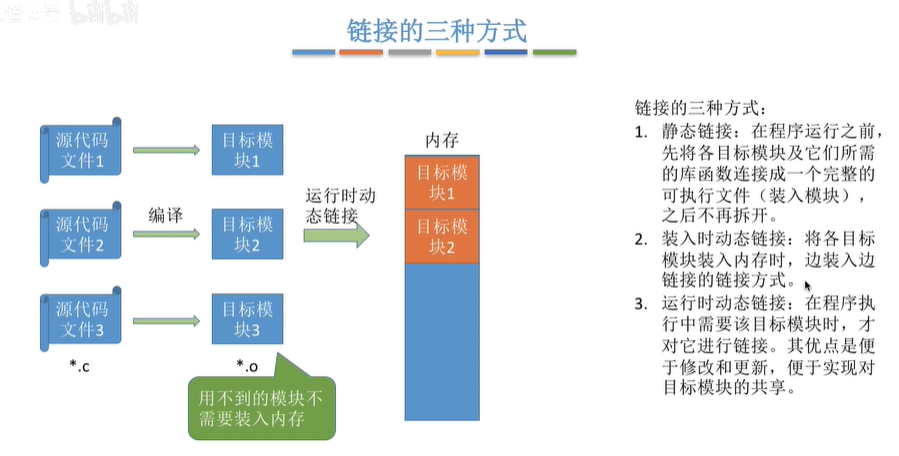 bilibili
链接的三种方式
源代码
文件1
目标模
块1
源代码
文件2
编译
目标模
块2
源代码
文件3
目标模
块3
*.c
*.o
用不到的模块不
需要装入内存
运行时动
态链接
内存
目标模
块1
目标模
块2
链接的三种方式:
1. 静态链接:在程序运行之前,
先将各目标模块及它们所需
的库函数连接成一个完整的
可执行文件(装入模块),
之后不再拆开。
2. 装入时动态链接:将各目标
模块装入内存时,边装入边
链接的链接方式。
3. 运行时动态链接:在程序执
行中需要该目标模块时,才
对它进行链接。其优点是便
于修改和更新,便于实现对
目标模块的共享。